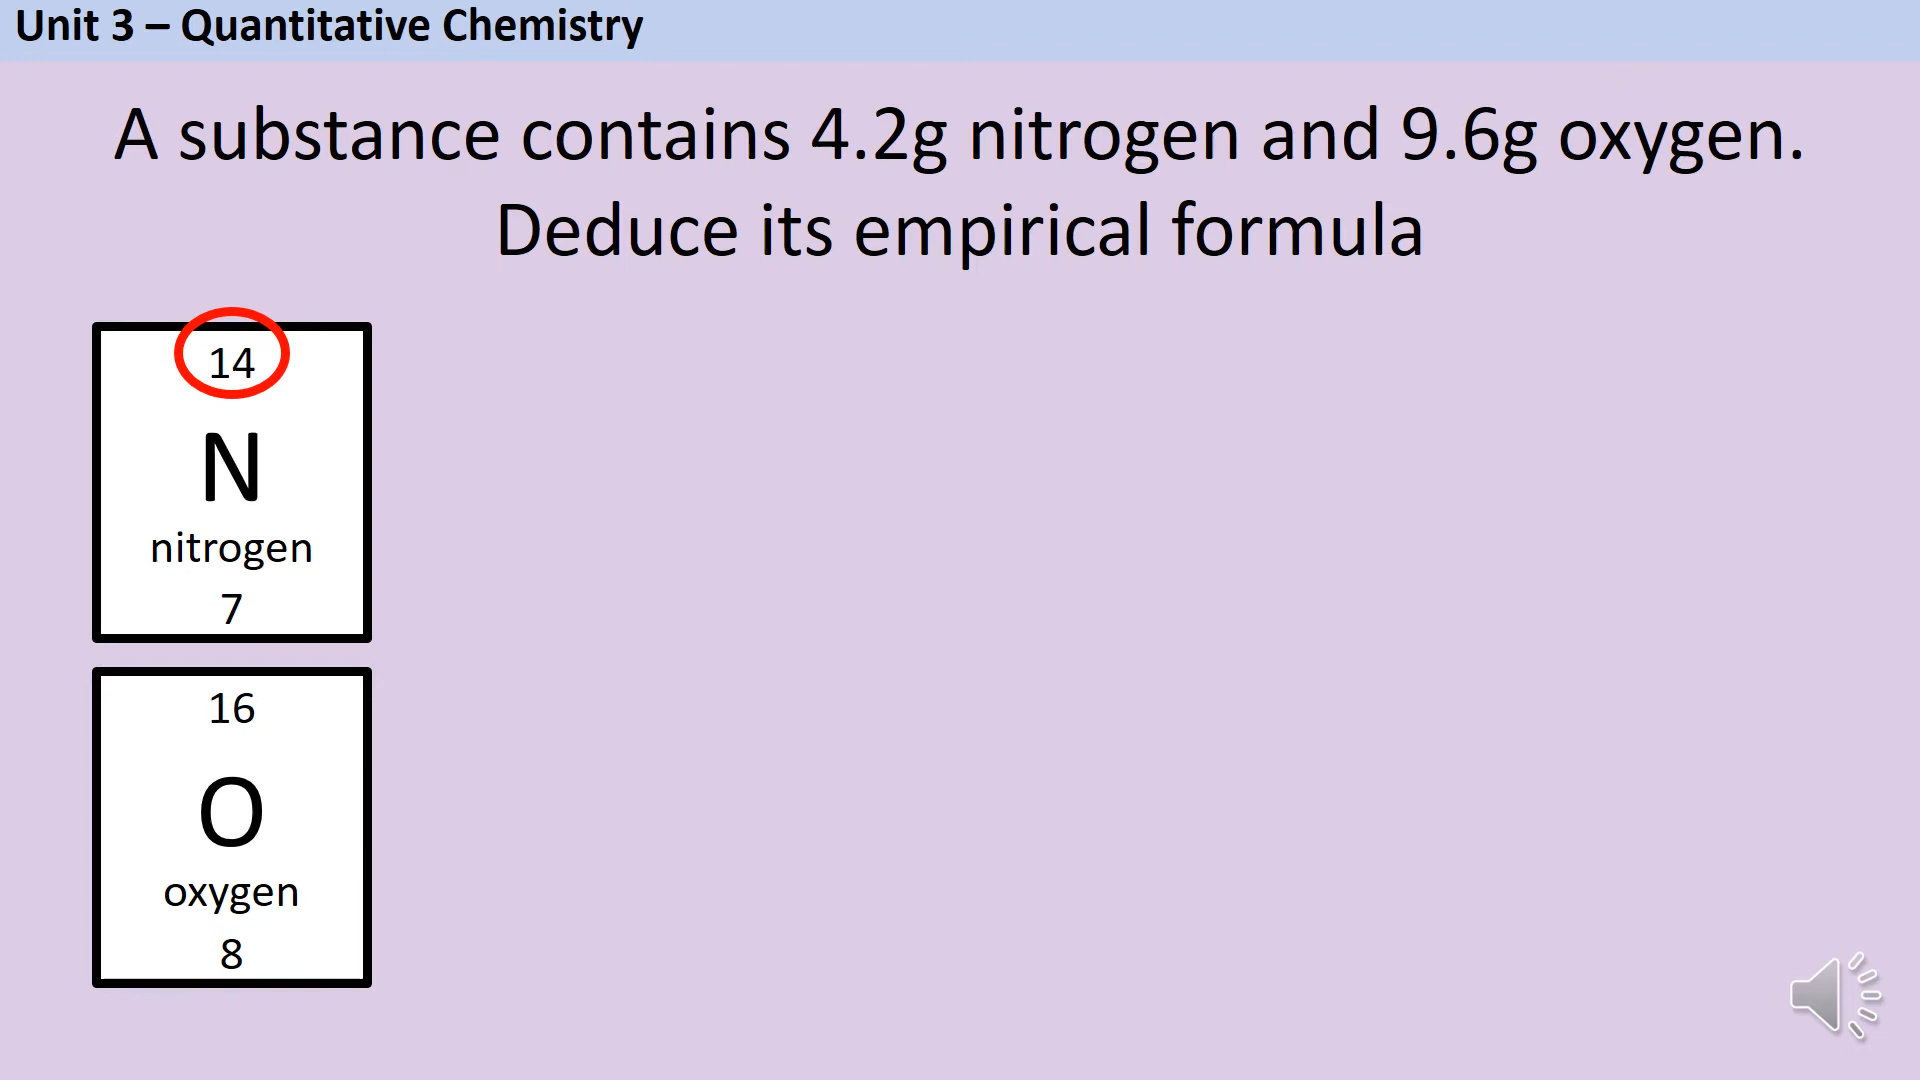 Unit 3 – Quantitative Chemistry
A substance contains 4.2g nitrogen and 9.6g oxygen.
Deduce its empirical formula
14
N
nitrogen
7
16
O
oxygen
8